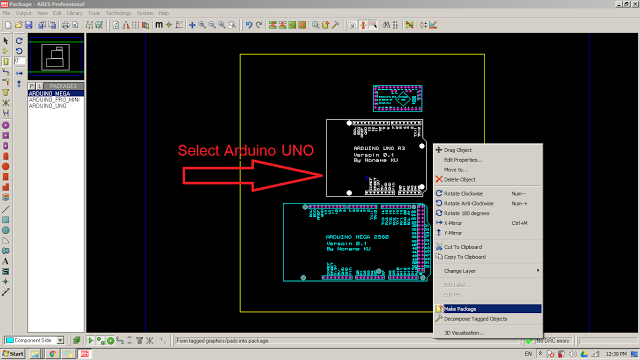 Package - ARES Professional
File Output View Edit Library Tools Technology System Help
PACKAGES
ARDUINO_MEGA
ARDUINO_PRO_MINI
ARDUINO_UNO
Select Arduino UNO
ARDUINO UNO R3
Version 0.1
By Noname KU
ARDUINO MEGA 2560
Version 0.1
By Noname KU
Drag Object
Edit Properties...
Move to...
Delete Object
Rotate Clockwise Num--
Rotate Anti-Clockwise Num-+
Rotate 180 degrees
X-Mirror Ctrl+M
Y-Mirror
Cut To Clipboard
Copy To Clipboard
Change Layer
Edit Label...
Edit Pin...
Make Package
Decompose Tagged Objects
3D Visualization...
Component Side
Form tagged graphics/pads into package.
No DRC errors
EN
12:30 PM